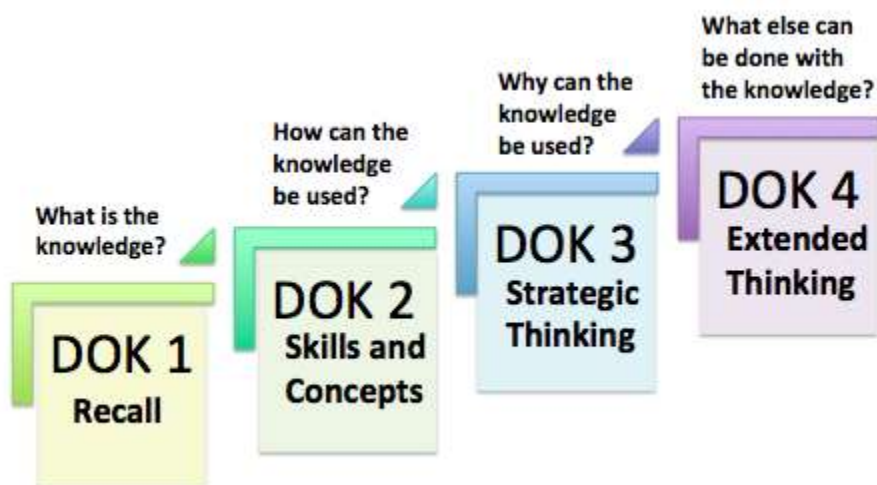 What is the
knowledge?
DOK 1
Recall
How can the
knowledge
be used?
DOK 2
Skills and
Concepts
Why can the
knowledge
be used?
DOK 3
Strategic
Thinking
What else can
be done with
the knowledge?
DOK 4
Extended
Thinking